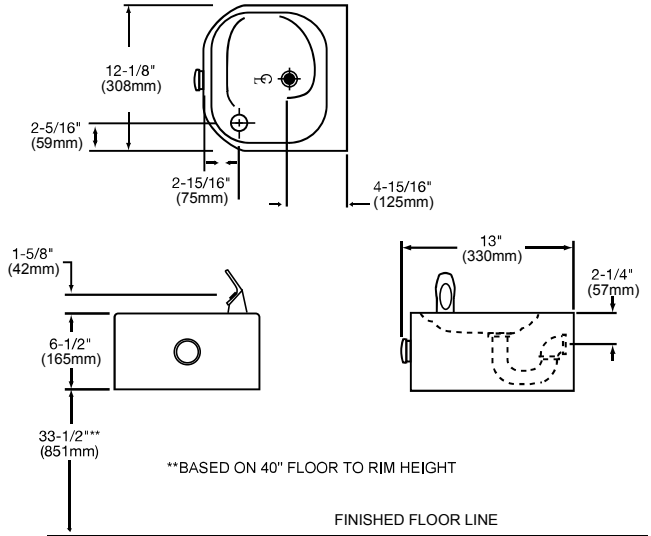 12-1/8"
(308mm)
2-5/16"
(59mm)
2-15/16"
(75mm)
4-15/16"
(125mm)
1-5/8"
(42mm)
6-1/2"
(165mm)
33-1/2"**
(851mm)
13"
(330mm)
2-1/4"
(57mm)
**BASED ON 40" FLOOR TO RIM HEIGHT
FINISHED FLOOR LINE